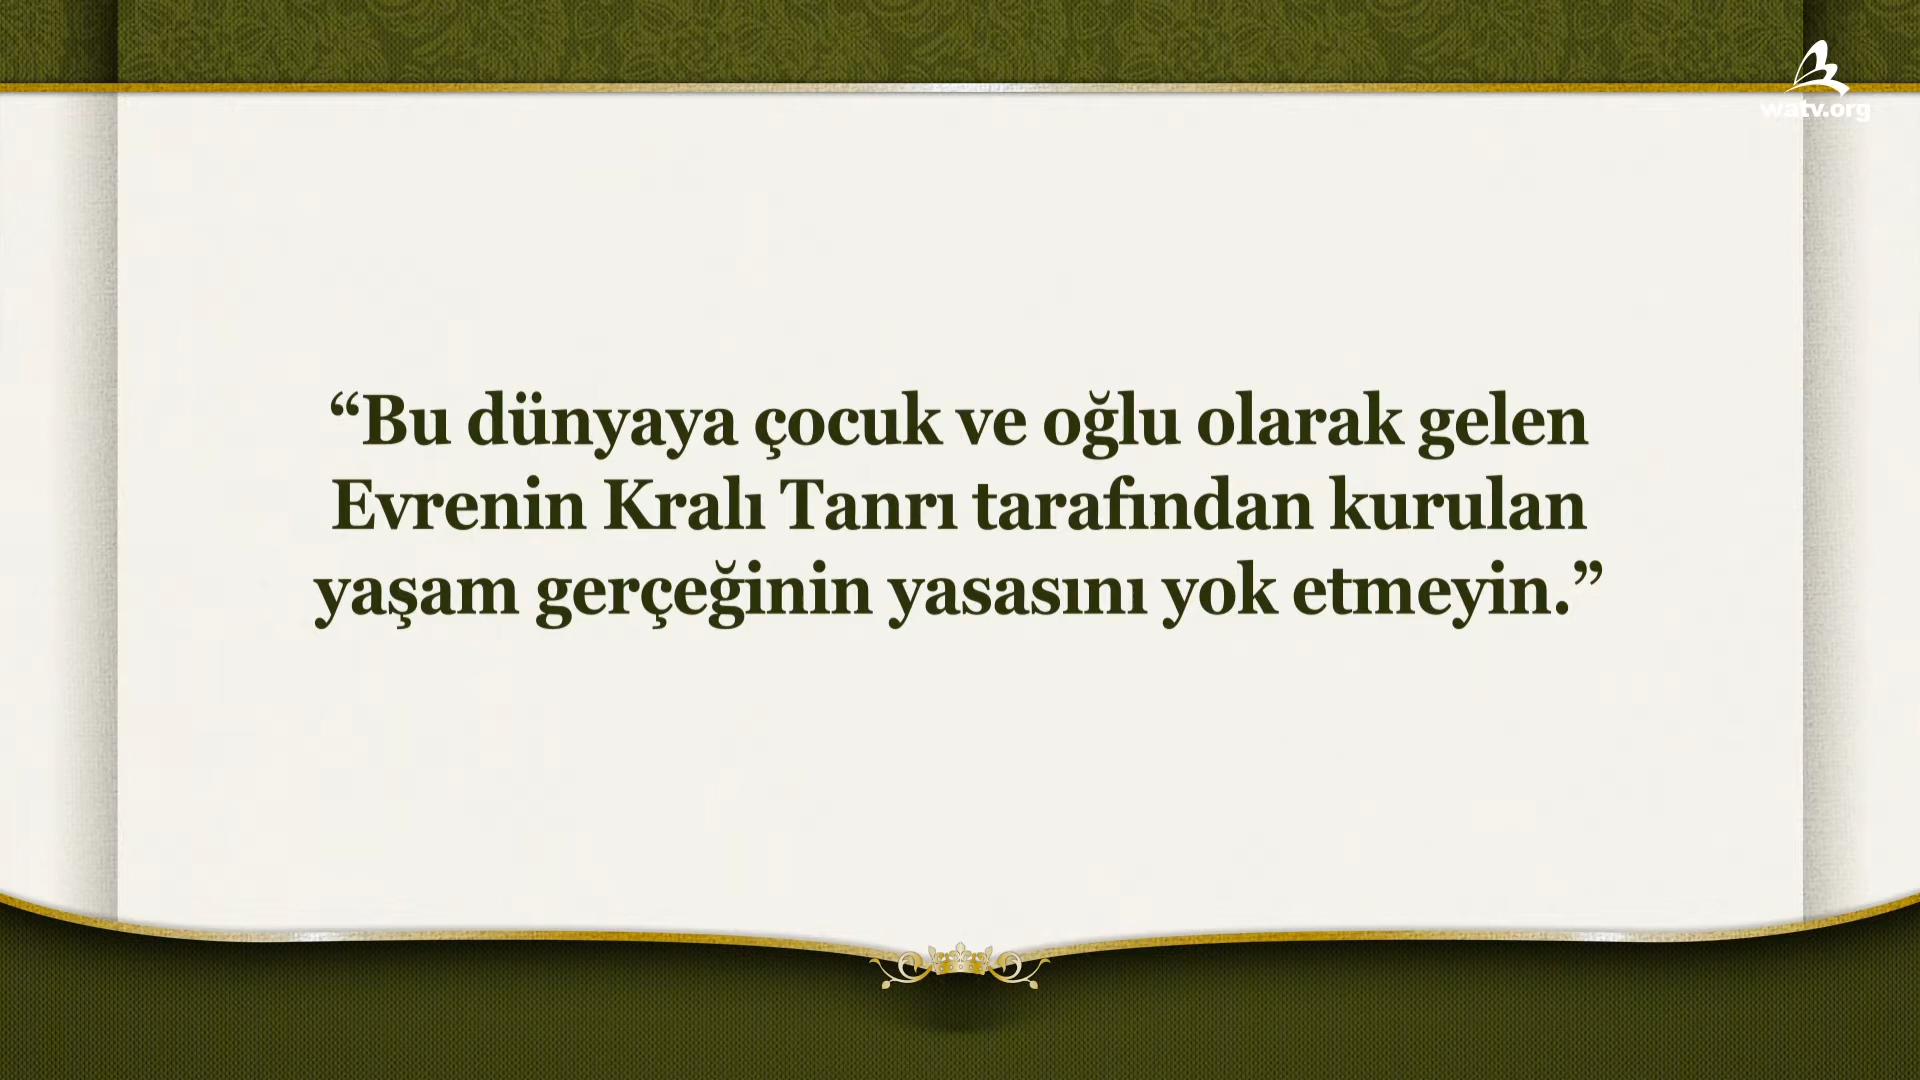 watv.org
“Bu dünyaya çocuk ve oğlu olarak gelen
Evrenin Kralı Tanrı tarafından kurulan
yaşam gerçeğinin yasasını yok etmeyin.”